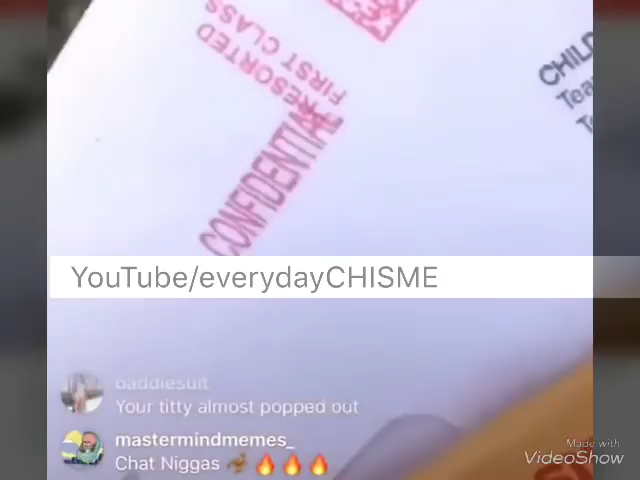 PRESORTED
FIRST CLASS
CONFIDENTIAL
CHILD
Tea
YouTube/everydayCHISME
baddiesuit
Your titty almost popped out
mastermindmemes_
Chat Niggas 🦆🔥🔥🔥
Made with
VideoShow